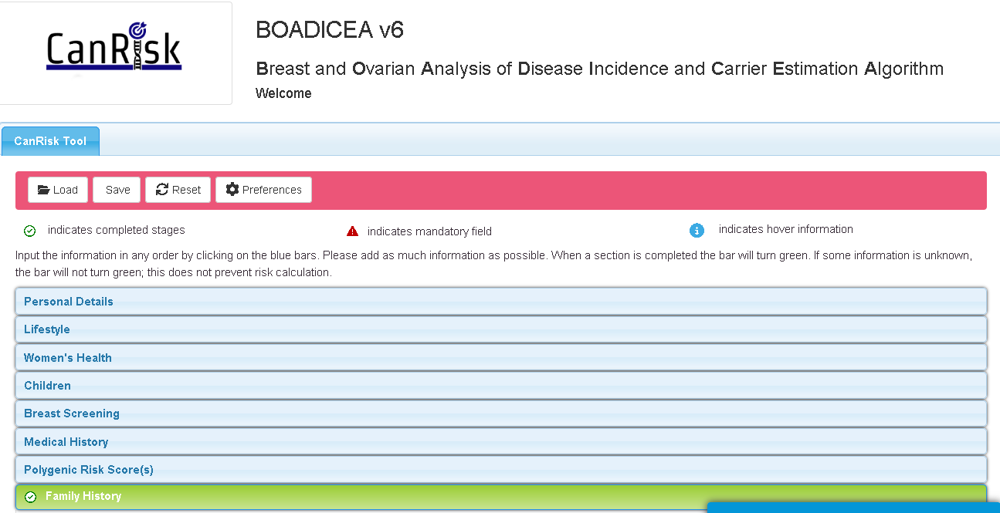 CanRisk
BOADICEA v6
Breast and Ovarian Analysis of Disease Incidence and Carrier Estimation Algorithm
Welcome
CanRisk Tool
Load Save Reset Preferences
indicates completed stages indicates mandatory field indicates hover information
Input the information in any order by clicking on the blue bars. Please add as much information as possible. When a section is completed the bar will turn green. If some information is unknown,
the bar will not turn green; this does not prevent risk calculation.
Personal Details
Lifestyle
Women's Health
Children
Breast Screening
Medical History
Polygenic Risk Score(s)
Family History